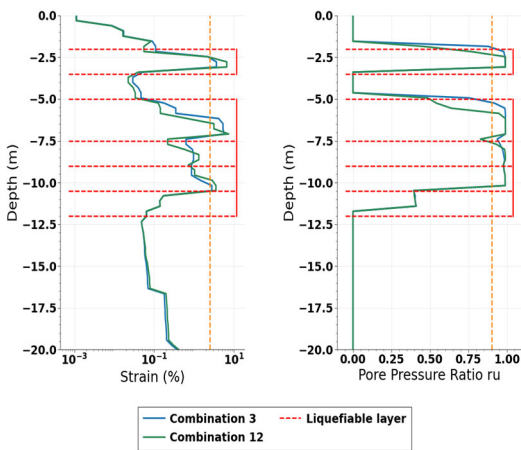 0.0
−2.5
−5.0
−7.5
−10.0
−12.5
−15.0
−17.5
−20.0
Depth (m)
10⁻³ 10⁻¹ 10¹
Strain (%)
0.0
−2.5
−5.0
−7.5
−10.0
−12.5
−15.0
−17.5
−20.0
Depth (m)
0.00 0.25 0.50 0.75 1.00
Pore Pressure Ratio ru
Combination 3
Combination 12
Liquefiable layer